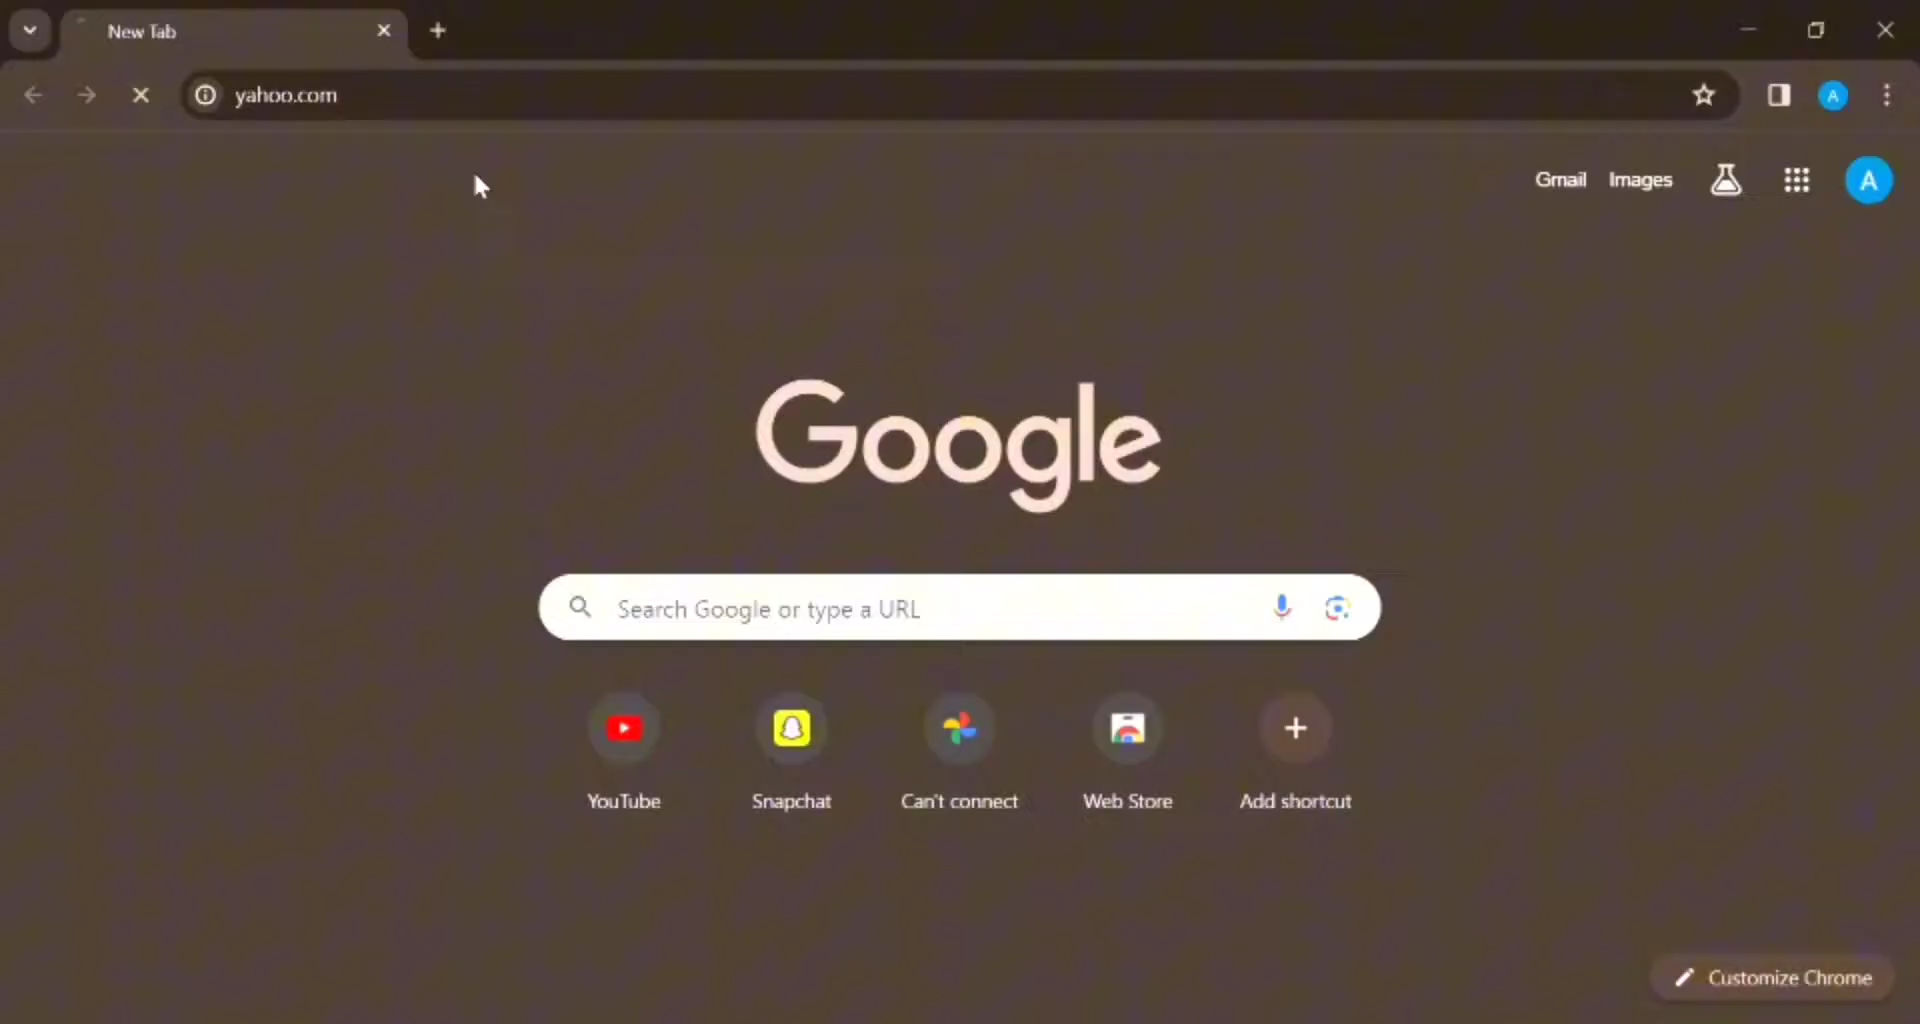 New Tab
yahoo.com
A
Gmail Images
A
Google
Search Google or type a URL
YouTube Snapchat Can't connect Web Store Add shortcut
Customize Chrome